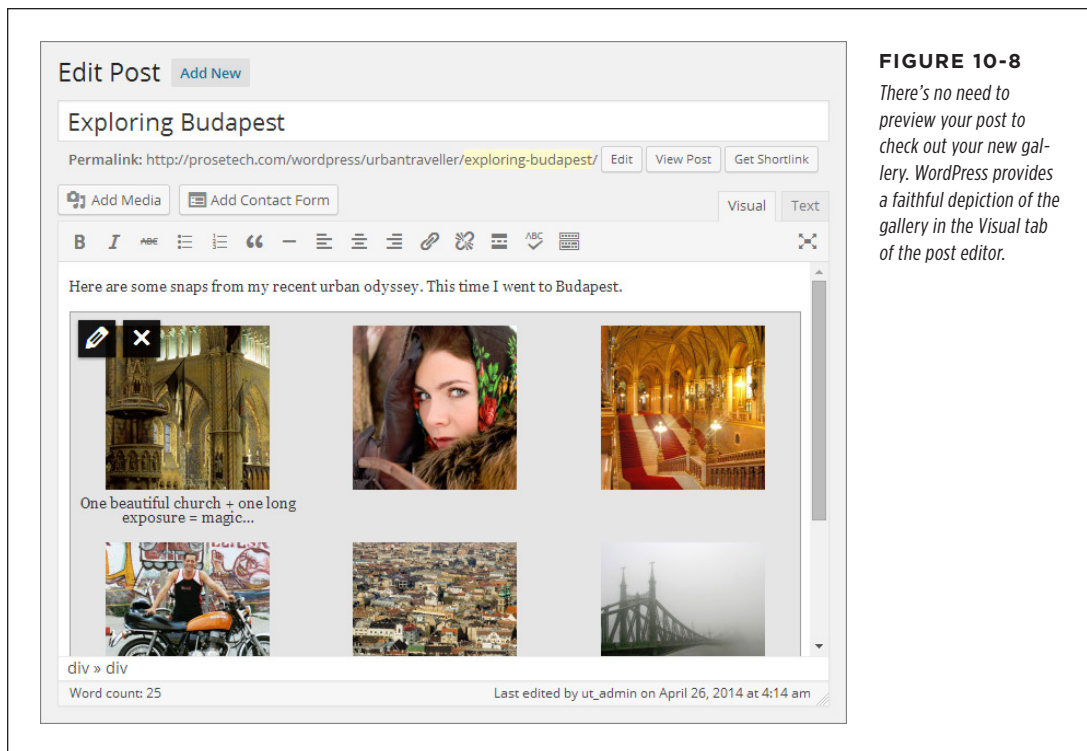 Edit Post Add New
Exploring Budapest
Permalink: http://prosetech.com/wordpress/urbantraveller/exploring-budapest/ Edit View Post Get Shortlink
Add Media Add Contact Form Visual Text
B I ABE ABC
Here are some snaps from my recent urban odyssey. This time I went to Budapest.
One beautiful church + one long
exposure = magic...
div » div
Word count: 25 Last edited by ut_admin on April 26, 2014 at 4:14 am
FIGURE 10-8
There's no need to
preview your post to
check out your new gal-
lery. WordPress provides
a faithful depiction of the
gallery in the Visual tab
of the post editor.